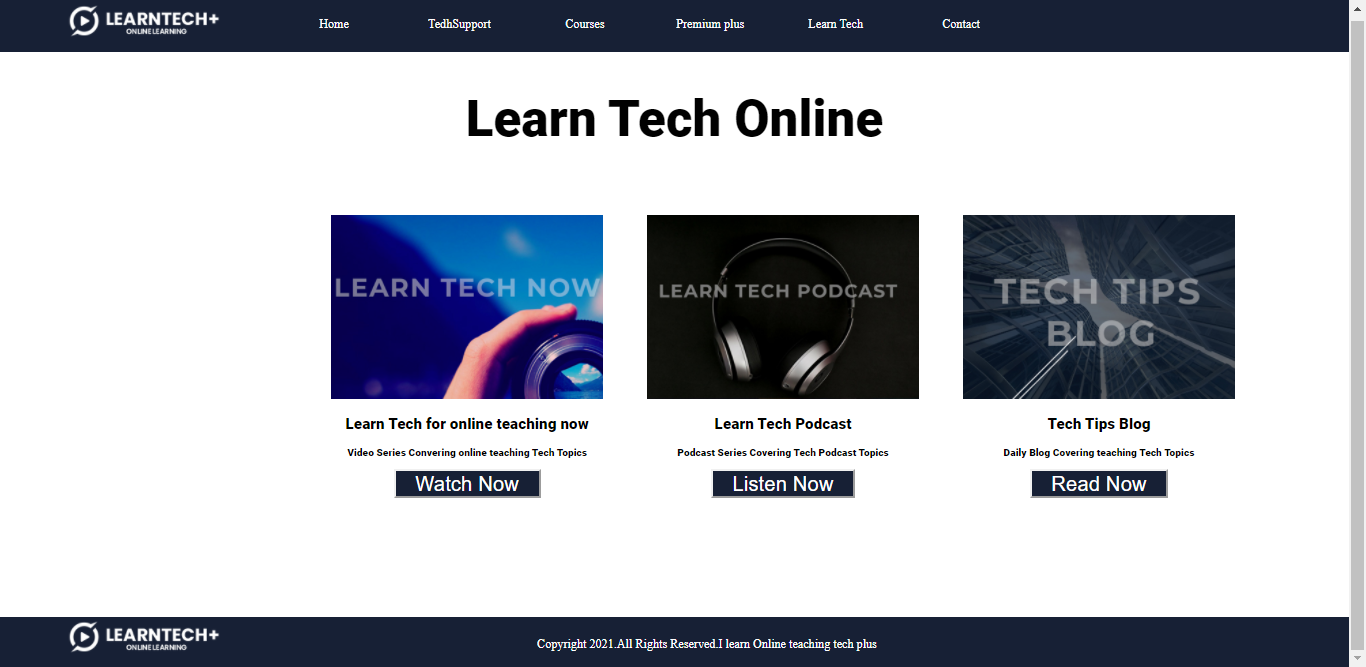 LEARNTECH+
ONLINE LEARNING
Home TedhSupport Courses Premium plus Learn Tech Contact
Learn Tech Online
LEARN TECH NOW
LEARN TECH PODCAST
TECH TIPS
BLOG
Learn Tech for online teaching now
Learn Tech Podcast
Tech Tips Blog
Video Series Convering online teaching Tech Topics
Podcast Series Covering Tech Podcast Topics
Daily Blog Covering teaching Tech Topics
Watch Now
Listen Now
Read Now
LEARNTECH+
ONLINE LEARNING
Copyright 2021.All Rights Reserved.I learn Online teaching tech plus